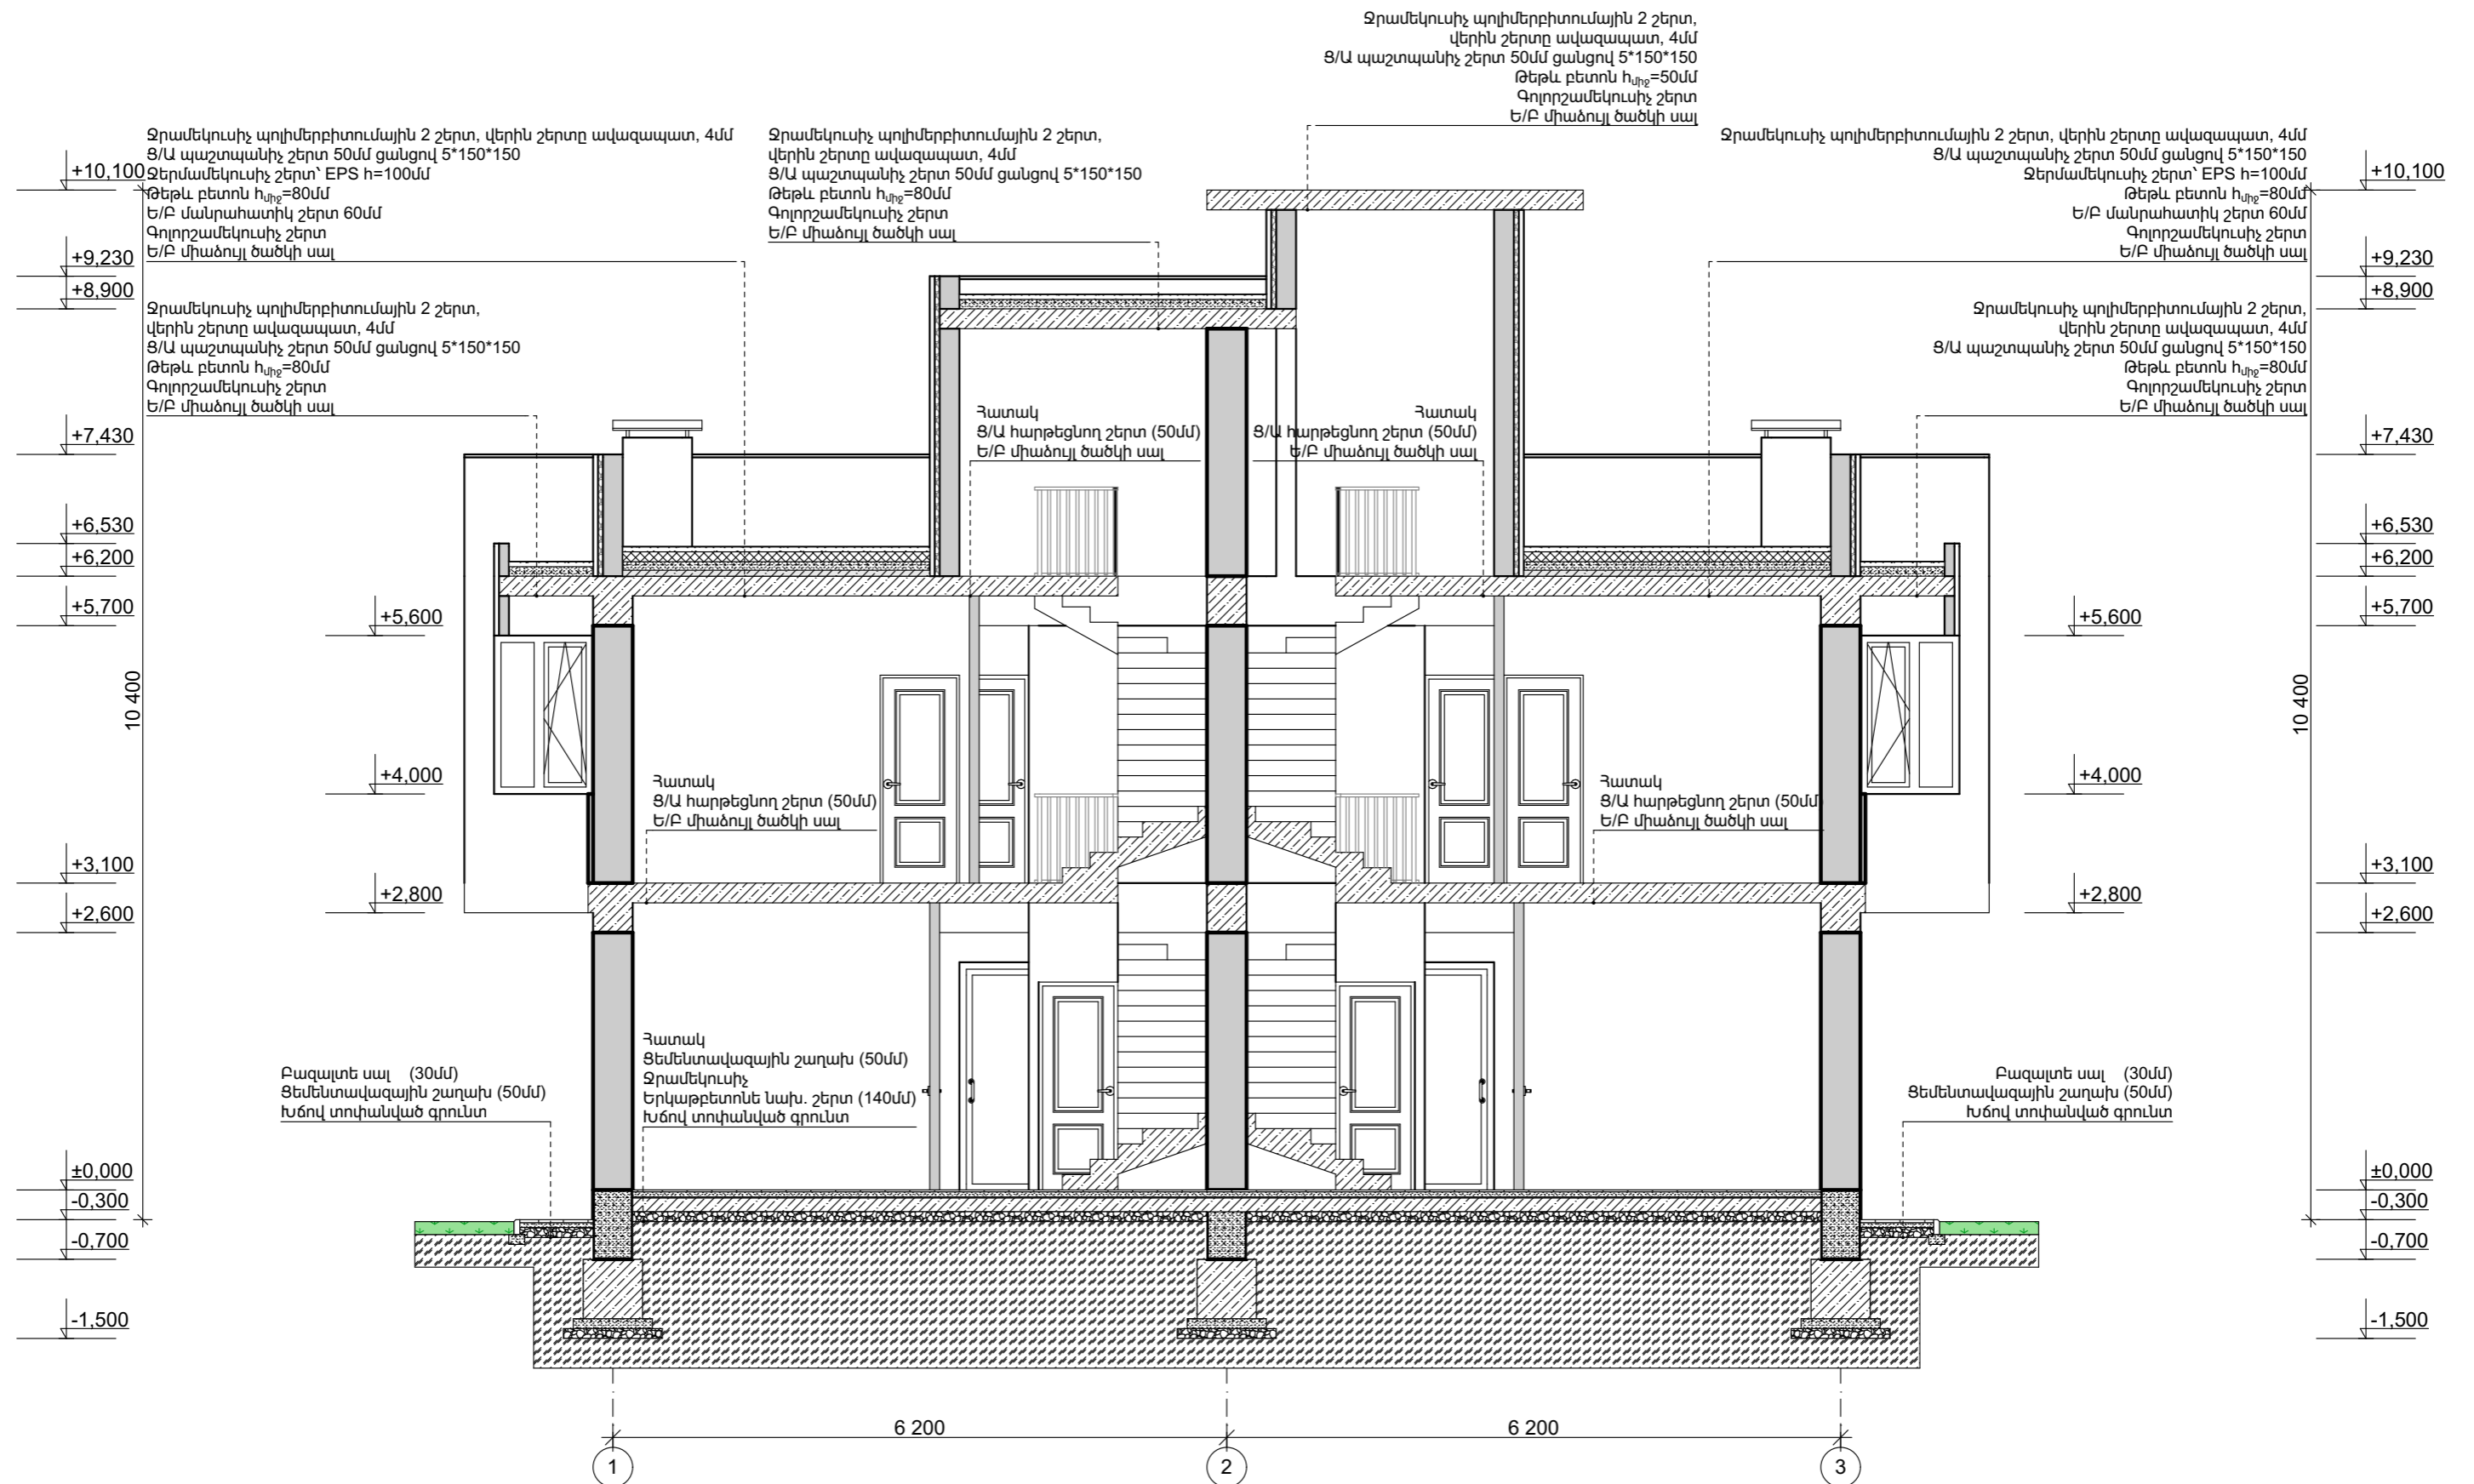 Ջրամեկուսիչ պոլիմերբիտումային 2 շերտ,
վերին շերտը ավազապատ, 4մմ
Ց/Ա պաշտպանիչ շերտ 50մմ ցանցով 5*150*150
Թեթև բետոն hմիջ=50մմ
Գոլորշամեկուսիչ շերտ
Ե/Բ միաձույլ ծածկի սալ
Ջրամեկուսիչ պոլիմերբիտումային 2 շերտ, վերին շերտը ավազապատ, 4մմ
Ց/Ա պաշտպանիչ շերտ 50մմ ցանցով 5*150*150
Ջերմամեկուսիչ շերտ՝ EPS h=100մմ
Թեթև բետոն hմիջ=80մմ
Ե/Բ մանրահատիկ շերտ 60մմ
Գոլորշամեկուսիչ շերտ
Ե/Բ միաձույլ ծածկի սալ
Ջրամեկուսիչ պոլիմերբիտումային 2 շերտ,
վերին շերտը ավազապատ, 4մմ
Ց/Ա պաշտպանիչ շերտ 50մմ ցանցով 5*150*150
Թեթև բետոն hմիջ=80մմ
Գոլորշամեկուսիչ շերտ
Ե/Բ միաձույլ ծածկի սալ
Ջրամեկուսիչ պոլիմերբիտումային 2 շերտ, վերին շերտը ավազապատ, 4մմ
Ց/Ա պաշտպանիչ շերտ 50մմ ցանցով 5*150*150
Ջերմամեկուսիչ շերտ՝ EPS h=100մմ
Թեթև բետոն hմիջ=80մմ
Ե/Բ մանրահատիկ շերտ 60մմ
Գոլորշամեկուսիչ շերտ
Ե/Բ միաձույլ ծածկի սալ
Ջրամեկուսիչ պոլիմերբիտումային 2 շերտ,
վերին շերտը ավազապատ, 4մմ
Ց/Ա պաշտպանիչ շերտ 50մմ ցանցով 5*150*150
Թեթև բետոն hմիջ=80մմ
Գոլորշամեկուսիչ շերտ
Ե/Բ միաձույլ ծածկի սալ
Ջրամեկուսիչ պոլիմերբիտումային 2 շերտ,
վերին շերտը ավազապատ, 4մմ
Ց/Ա պաշտպանիչ շերտ 50մմ ցանցով 5*150*150
Թեթև բետոն hմիջ=80մմ
Գոլորշամեկուսիչ շերտ
Ե/Բ միաձույլ ծածկի սալ
Հատակ
Ց/Ա հարթեցնող շերտ (50մմ)
Ե/Բ միաձույլ ծածկի սալ
Հատակ
Ց/Ա հարթեցնող շերտ (50մմ)
Ե/Բ միաձույլ ծածկի սալ
Հատակ
Ց/Ա հարթեցնող շերտ (50մմ)
Ե/Բ միաձույլ ծածկի սալ
Հատակ
Ց/Ա հարթեցնող շերտ (50մմ)
Ե/Բ միաձույլ ծածկի սալ
Հատակ
Ցեմենտավազային շաղախ (50մմ)
Ջրամեկուսիչ
Երկաթբետոնե նախ. շերտ (140մմ)
Խճով տոփանված գրունտ
Բազալտե սալ (30մմ)
Ցեմենտավազային շաղախ (50մմ)
Խճով տոփանված գրունտ
Բազալտե սալ (30մմ)
Ցեմենտավազային շաղախ (50մմ)
Խճով տոփանված գրունտ
+10,100
+9,230
+8,900
+7,430
+6,530
+6,200
+5,700
+3,100
+2,600
±0,000
-0,300
-0,700
-1,500
10 400
+5,600
+4,000
+2,800
+5,600
+4,000
+2,800
10 400
+10,100
+9,230
+8,900
+7,430
+6,530
+6,200
+5,700
+3,100
+2,600
±0,000
-0,300
-0,700
-1,500
6 200
6 200
1
2
3